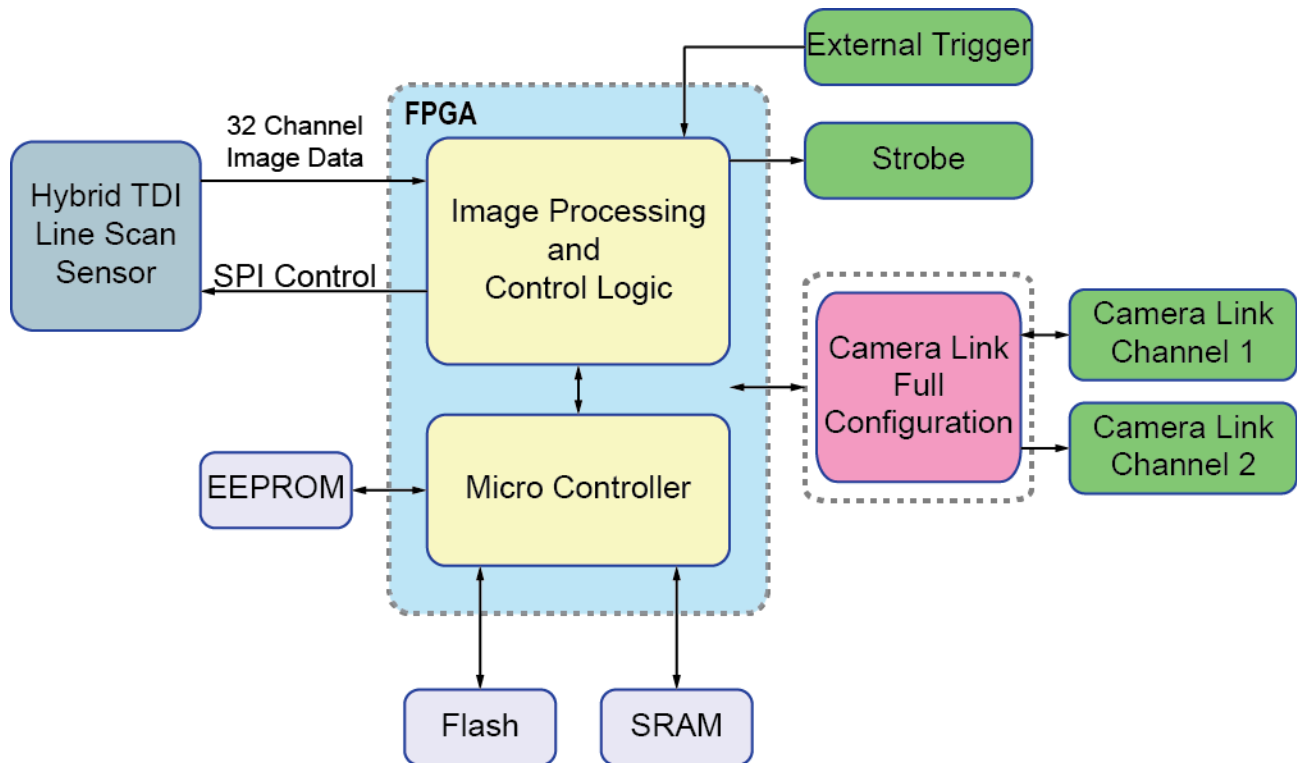 External Trigger
FPGA
32 Channel
Image Data
Strobe
Hybrid TDI
Line Scan
Sensor
Image Processing
and
Control Logic
SPI Control
Camera Link
Full
Configuration
Camera Link
Channel 1
Camera Link
Channel 2
EEPROM
Micro Controller
Flash
SRAM